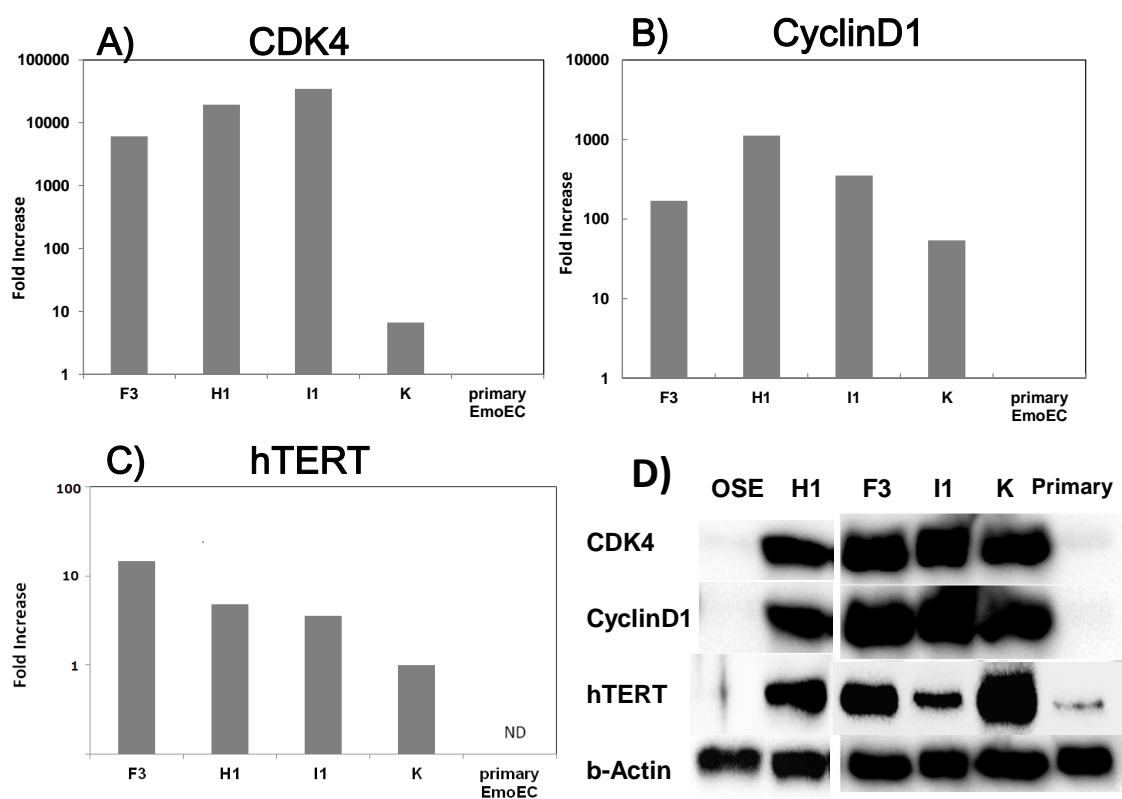 A) CDK4
100000
10000
1000
100
10
1
Fold Increase
F3 H1 I1 K primary
EmoEC
B) CyclinD1
10000
1000
100
10
1
Fold Increase
F3 H1 I1 K primary
EmoEC
C) hTERT
100
10
1
Fold Increase
ND
F3 H1 I1 K primary
EmoEC
D)
OSE H1 F3 I1 K Primary
CDK4
CyclinD1
hTERT
b-Actin